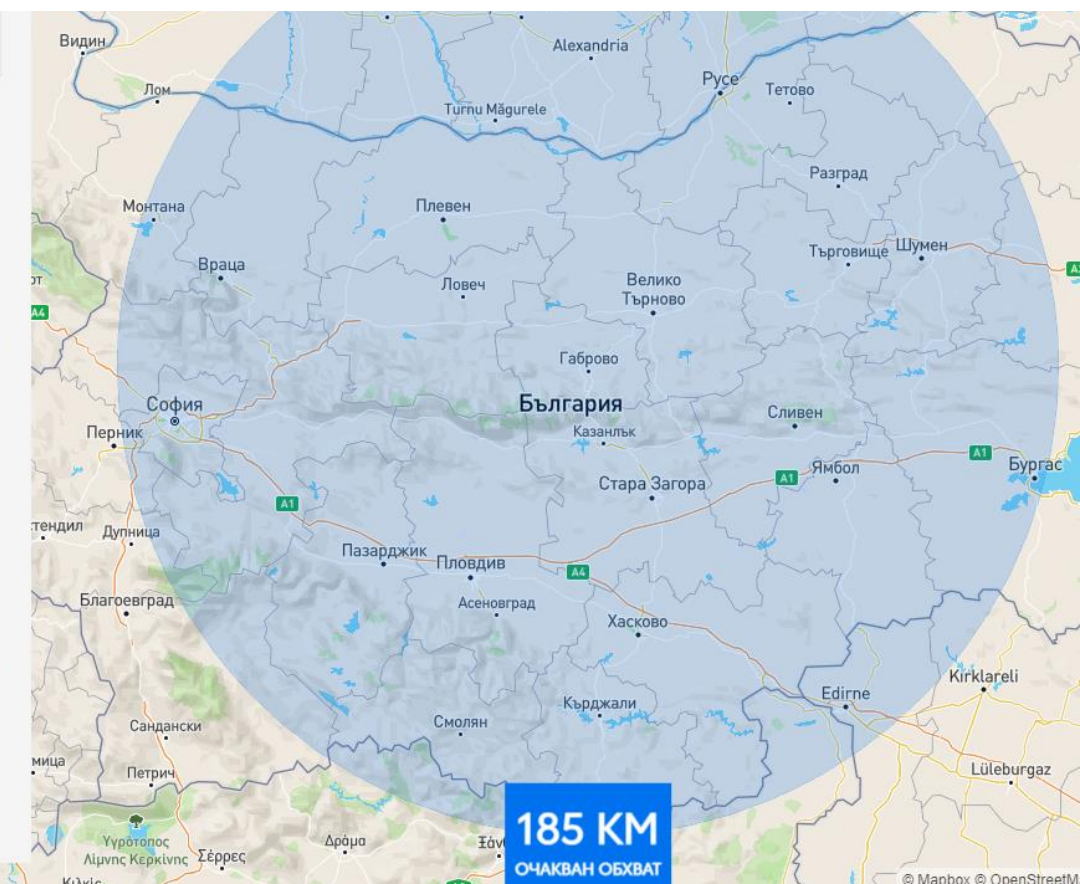 Видин
Alexandria
Лом
Русе
Тетово
Turnu Măgurele
Разград
Монтана
Плевен
Търговище
Шумен
Враца
Ловеч
Велико
Търново
A4
Габрово
България
София
Сливен
Казанлък
Перник
A1
Ямбол
Бургас
A1
Стара Загора
A1
Дупница
Пазарджик
Пловдив
A4
Благоевград
Асеновград
Хасково
Kırklareli
Edirne
Кърджали
Смолян
Сандански
Петрич
Lüleburgaz
185 KM
ОЧАКВАН ОБХВАТ
Υγρότοπος
Λίμνης Κερκίνης
Σέρρες
Δράμα
© Mapbox © OpenStreetM